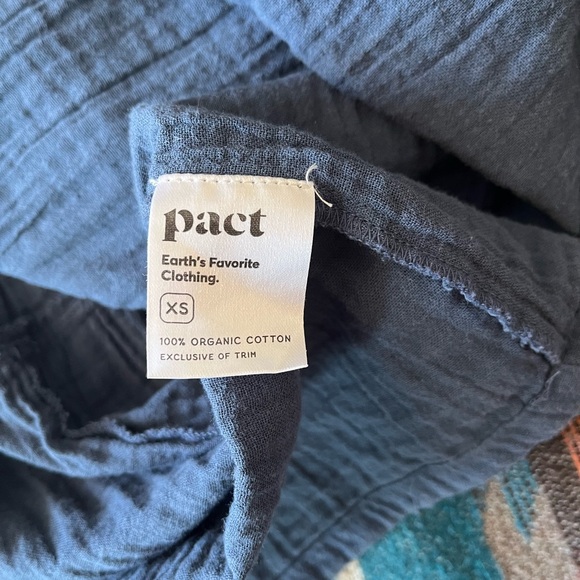 pact
Earth's Favorite
Clothing.
XS
100% ORGANIC COTTON
EXCLUSIVE OF TRIM